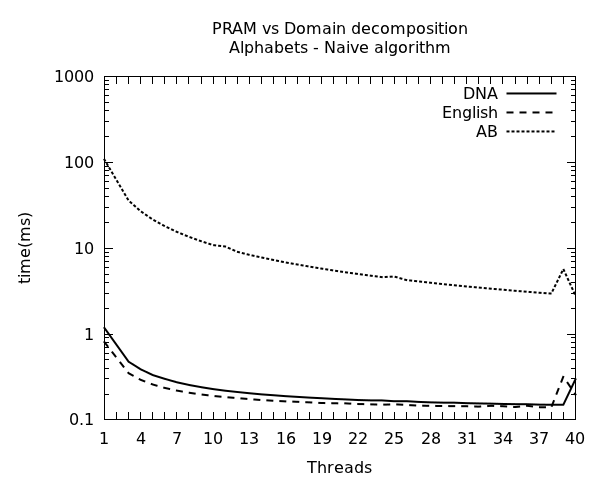 PRAM vs Domain decomposition
Alphabets - Naive algorithm
1000
100
10
1
0.1
time(ms)
DNA
English
AB
1 4 7 10 13 16 19 22 25 28 31 34 37 40
Threads